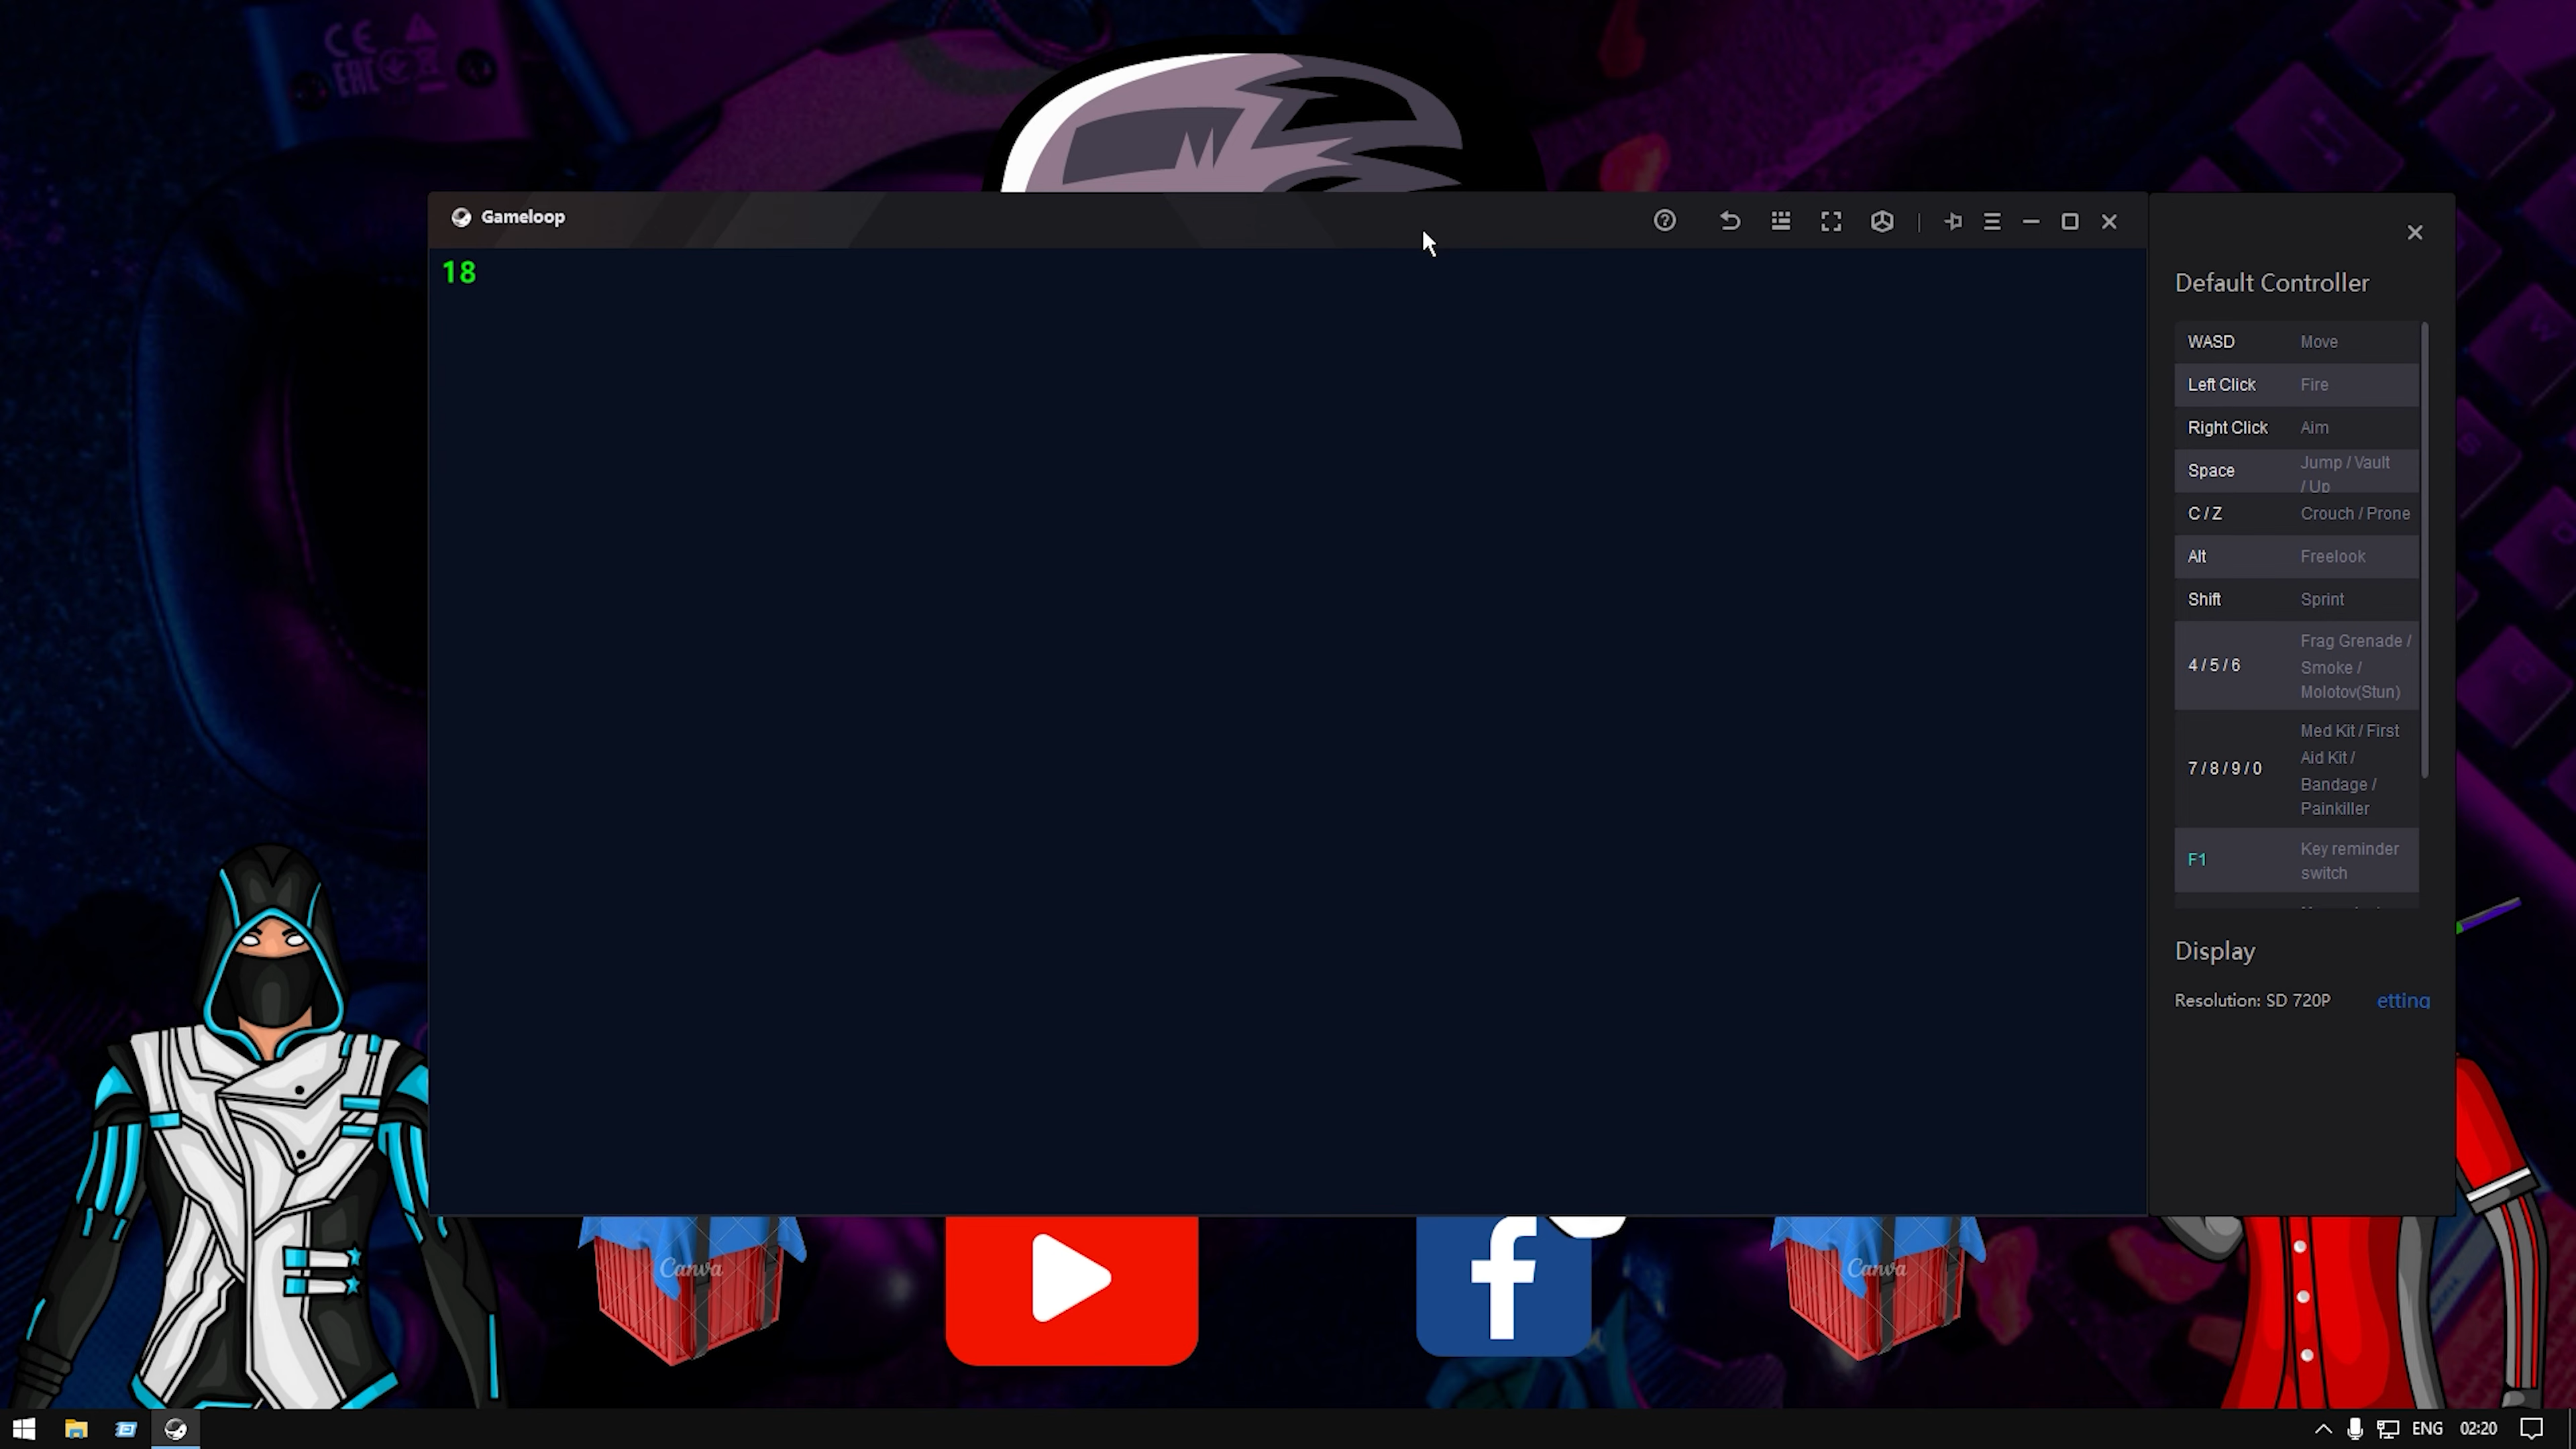 CE
EAC
Gameloop
18
Default Controller
WASD Move
Left Click Fire
Right Click Aim
Space Jump / Vault
/ Up
C / Z Crouch / Prone
Alt Freelook
Shift Sprint
4 / 5 / 6 Frag Grenade /
Smoke /
Molotov(Stun)
7 / 8 / 9 / 0 Med Kit / First
Aid Kit /
Bandage /
Painkiller
F1 Key reminder
switch
Display
Resolution: SD 720P etting
Canva
Canva
ENG 02:20